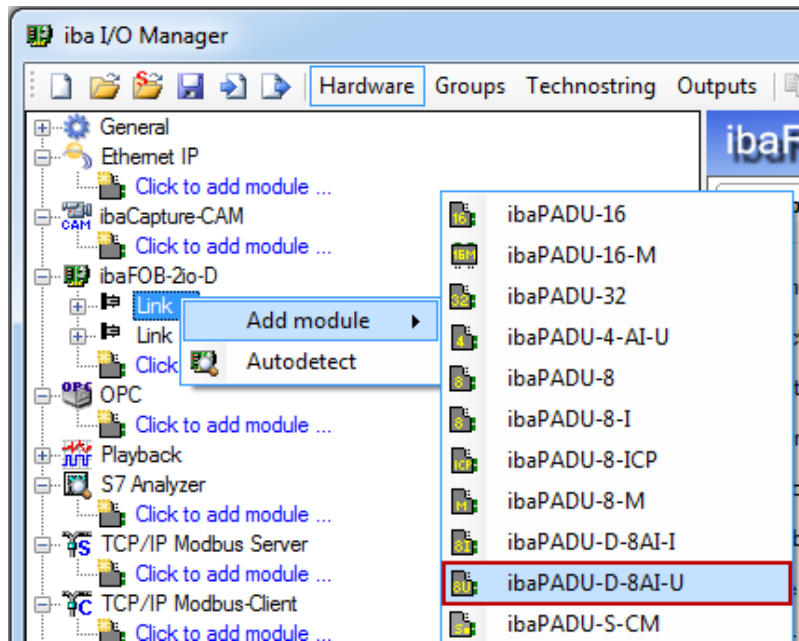 iba I/O Manager
Hardware Groups Technostring Outputs
General
Ethernet IP
Click to add module ...
ibaCapture-CAM
Click to add module ...
ibaFOB-2io-D
Link
Link
Click
OPC
Click to add module ...
Playback
S7 Analyzer
Click to add module ...
TCP/IP Modbus Server
Click to add module ...
TCP/IP Modbus-Client
Click to add module ...
Add module
Autodetect
ibaPADU-16
ibaPADU-16-M
ibaPADU-32
ibaPADU-4-AI-U
ibaPADU-8
ibaPADU-8-I
ibaPADU-8-ICP
ibaPADU-8-M
ibaPADU-D-8AI-I
ibaPADU-D-8AI-U
ibaPADU-S-CM